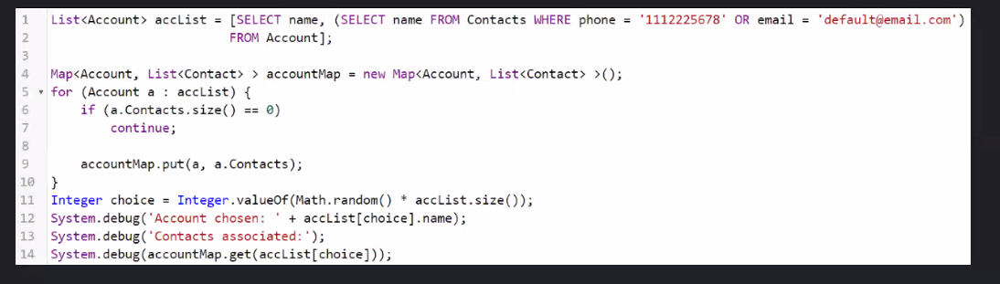 1 List<Account> accList = [SELECT name, (SELECT name FROM Contacts WHERE phone = '1112225678' OR email = 'default@email.com')
2 FROM Account];
3
4 Map<Account, List<Contact> > accountMap = new Map<Account, List<Contact> >();
5 for (Account a : accList) {
6 if (a.Contacts.size() == 0)
7 continue;
8
9 accountMap.put(a, a.Contacts);
10 }
11 Integer choice = Integer.valueOf(Math.random() * accList.size());
12 System.debug('Account chosen: ' + accList[choice].name);
13 System.debug('Contacts associated:');
14 System.debug(accountMap.get(accList[choice]));